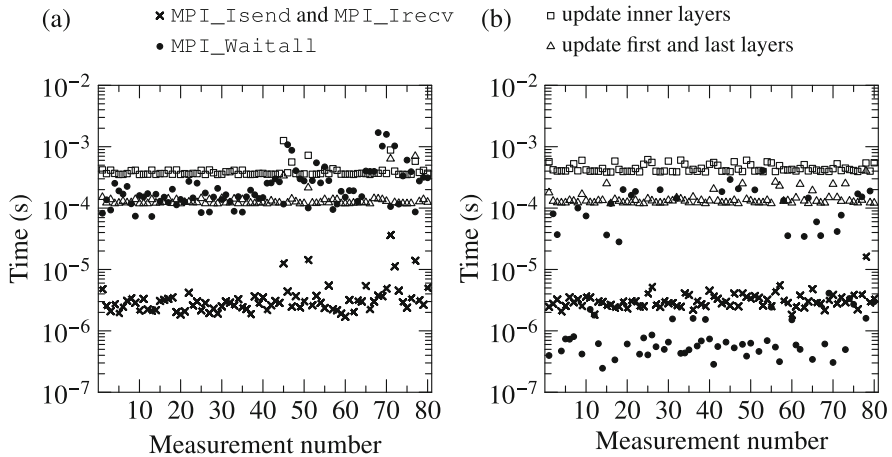 (a)
MPI_Isend and MPI_Irecv
MPI_Waitall
(b)
update inner layers
update first and last layers
10⁻²
10⁻³
10⁻⁴
10⁻⁵
10⁻⁶
10⁻⁷
Time (s)
10 20 30 40 50 60 70 80
Measurement number
10⁻²
10⁻³
10⁻⁴
10⁻⁵
10⁻⁶
10⁻⁷
Time (s)
10 20 30 40 50 60 70 80
Measurement number